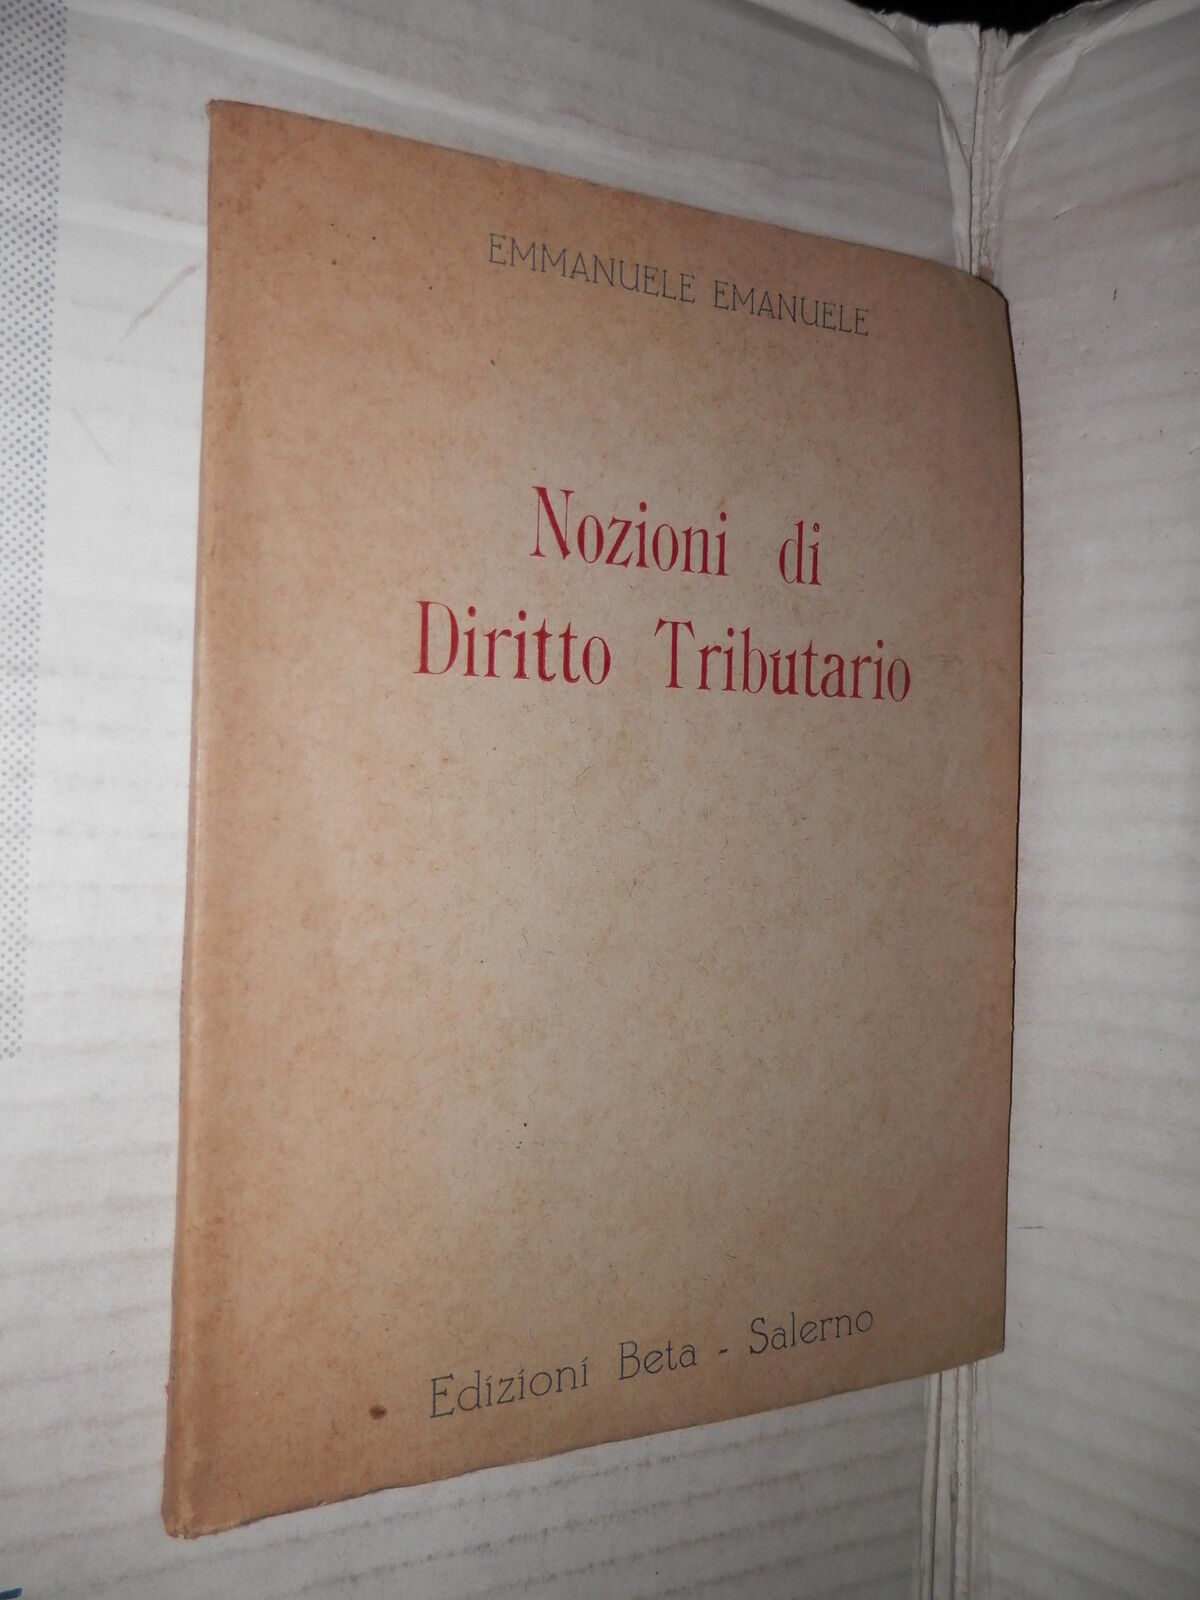 EMMANUELE EMANUELE
Nozioni di
Diritto Tributario
Edizioni Beta - Salerno